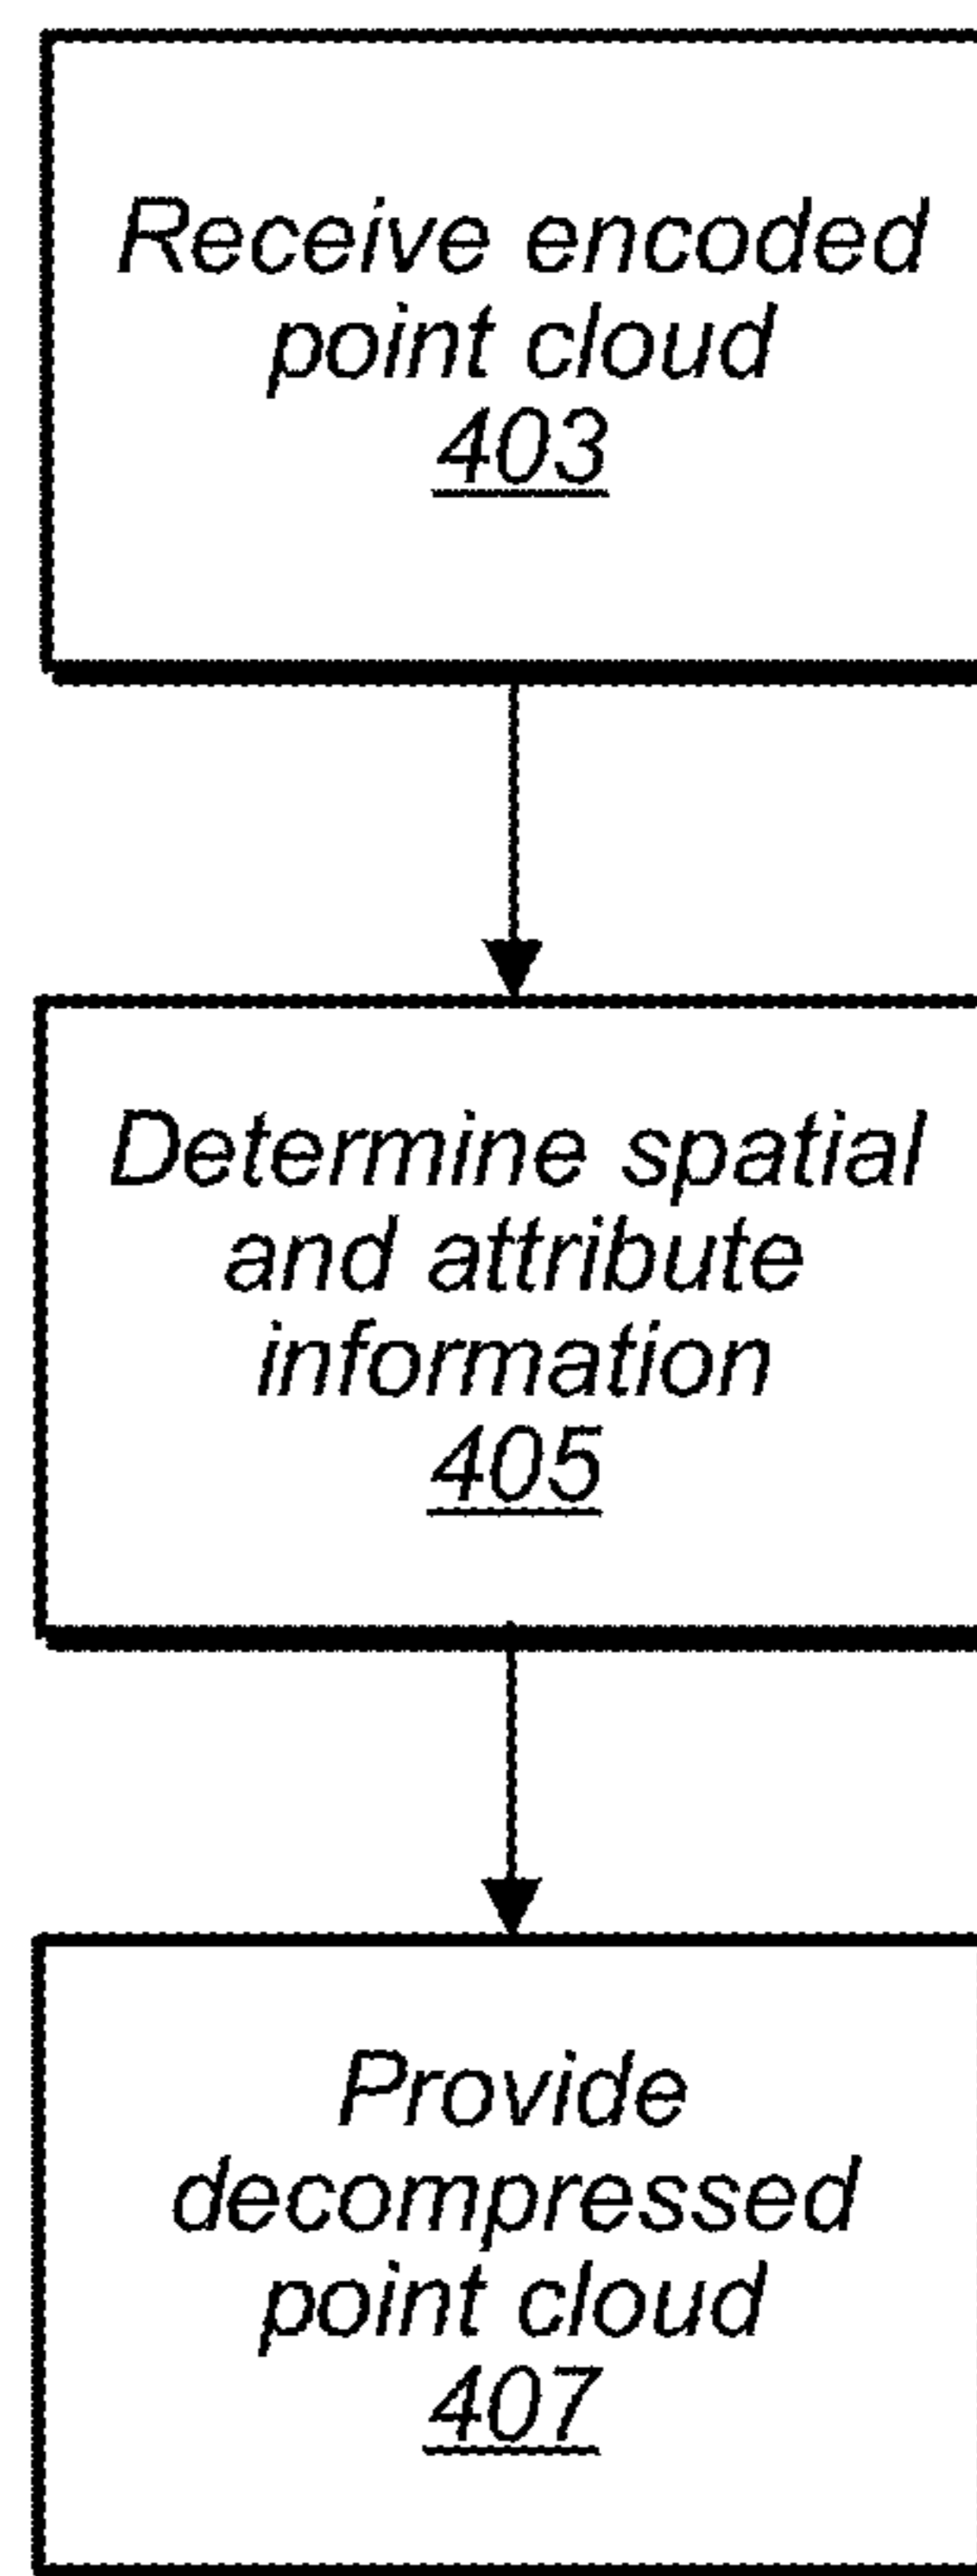 Receive encoded
point cloud
403
Determine spatial
and attribute
information
405
Provide
decompressed
point cloud
407